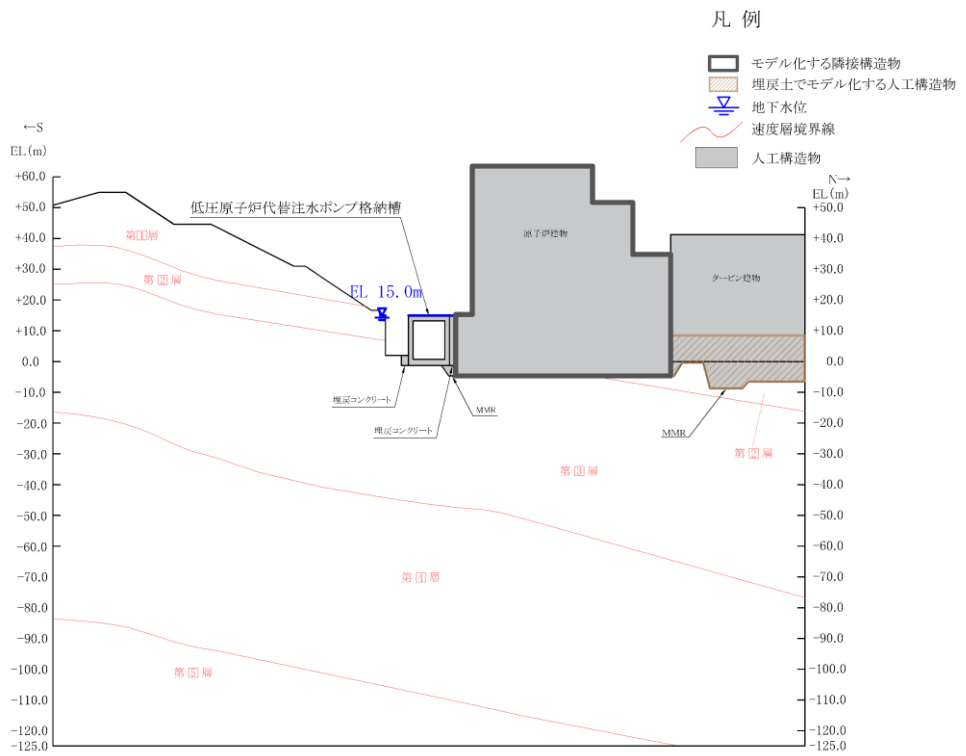 凡 例
モデル化する隣接構造物
埋戻土でモデル化する人工構造物
地下水位
速度層境界線
人工構造物
←S
EL(m)
N→
EL(m)
+60.0
+50.0
+40.0
+30.0
+20.0
+10.0
0.0
-10.0
-20.0
-30.0
-40.0
-50.0
-60.0
-70.0
-80.0
-90.0
-100.0
-110.0
-120.0
-125.0
低圧原子炉代替注水ポンプ格納槽
原子炉建物
タービン建物
第1層
第2層
EL 15.0m
埋戻コンクリート
埋戻コンクリート
MMR
MMR
第2層
第3層
第4層
第5層
+50.0
+40.0
+30.0
+20.0
+10.0
0.0
-10.0
-20.0
-30.0
-40.0
-50.0
-60.0
-70.0
-80.0
-90.0
-100.0
-110.0
-120.0
-125.0